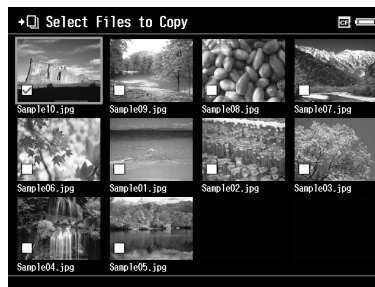 Select Files to Copy
CF
Sample10.jpg
Sample09.jpg
Sample08.jpg
Sample07.jpg
Sample06.jpg
Sample01.jpg
Sample02.jpg
Sample03.jpg
Sample04.jpg
Sample05.jpg